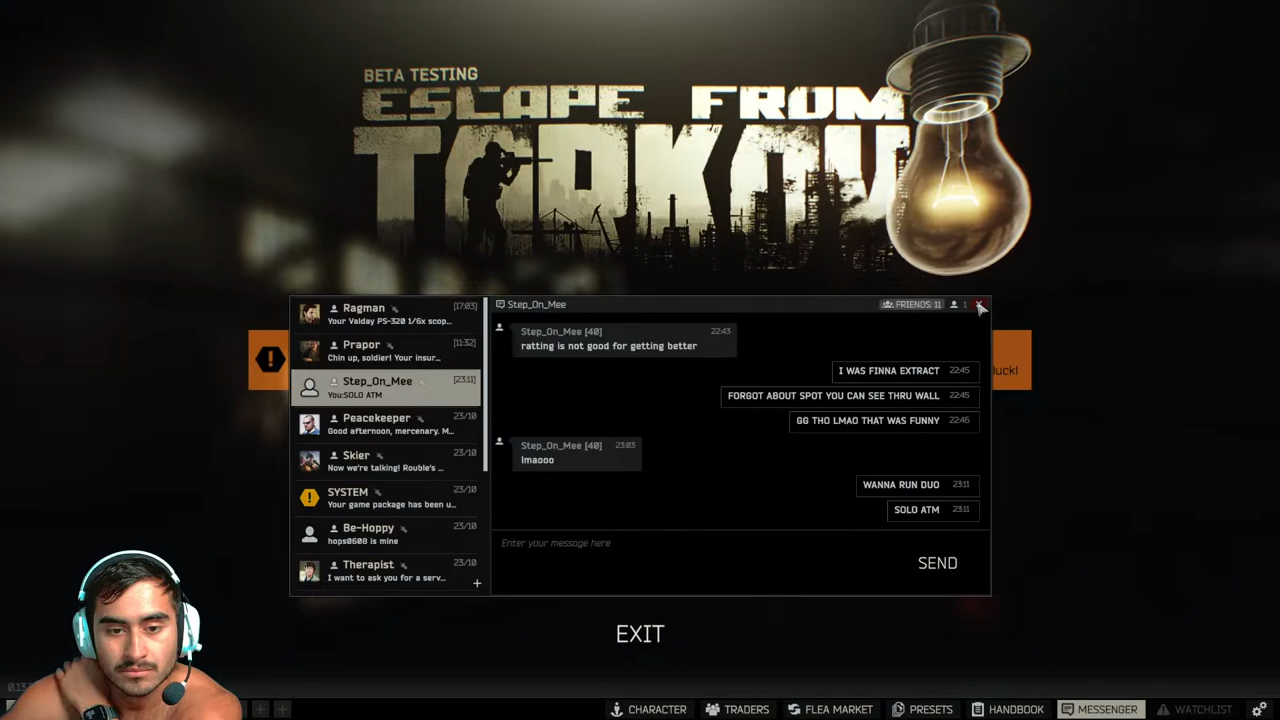 BETA TESTING
ESCAPE FROM
TARKOV
Ragman [17:03]
Your Valday PS-320 1/6x scop...
Prapor [11:32]
Chin up, soldier! Your insur...
Step_On_Mee [23:11]
You:SOLO ATM
Peacekeeper 23/10
Good afternoon, mercenary. M...
Skier 23/10
Now we're talking! Rouble's ...
SYSTEM 23/10
Your game package has been u...
Be-Hoppy 23/10
hops0608 is mine
Therapist 23/10
I want to ask you for a serv...
+
Step_On_Mee FRIENDS: 11 1
Step_On_Mee [40] 22:43
ratting is not good for getting better
I WAS FINNA EXTRACT 22:45
FORGOT ABOUT SPOT YOU CAN SEE THRU WALL 22:45
GG THO LMAO THAT WAS FUNNY 22:46
Step_On_Mee [40] 23:03
lmaooo
WANNA RUN DUO 23:11
SOLO ATM 23:11
Enter your message here
SEND
luck!
EXIT
CHARACTER TRADERS FLEA MARKET PRESETS HANDBOOK MESSENGER WATCHLIST